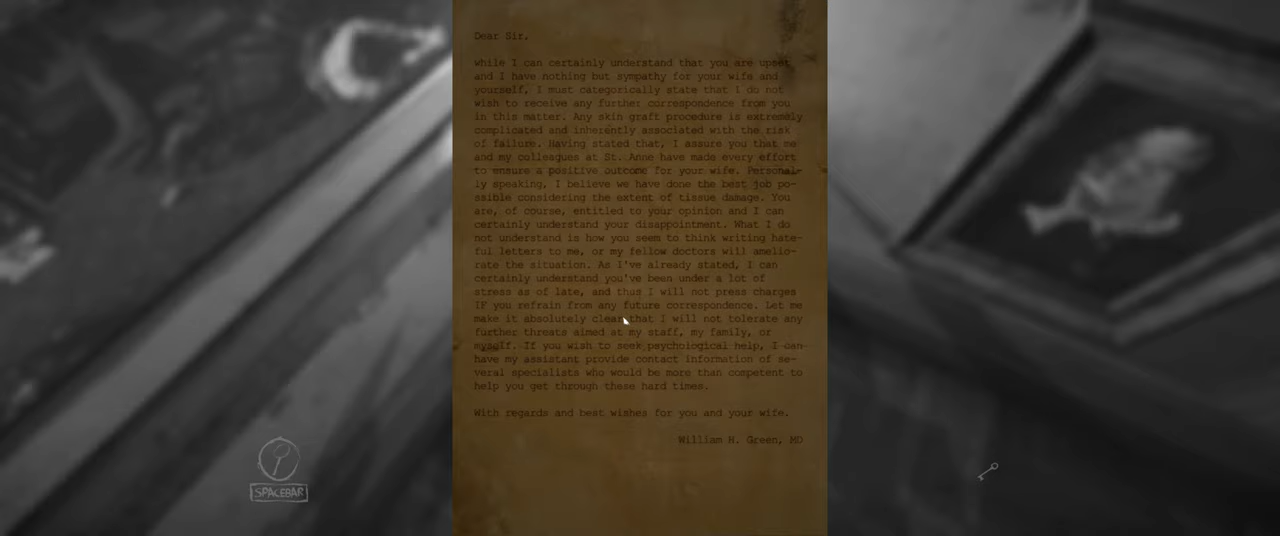 Dear Sir,
while I can certainly understand that you are upset
and I have nothing but sympathy for your wife and
yourself, I must categorically state that i do not
wish to receive any further correspondence from you
in this matter. Any skin graft procedure is extremely
complicated and inherently associated with the risk
of failure. Having stated that, I assure you that me
and my colleagues at St. Anne have made every effort
to ensure a positive outcome for your wife. Personal-
ly speaking, I believe we have done the best job po-
ssible considering the extent of tissue damage. You
are, of course, entitled to your opinion and I can
certainly understand your disappointment. What I do
not understand is how you seem to think writing hate-
ful letters to me, or my fellow doctors will amelio-
rate the situation. As I've already stated, I can
certainly understand you've been under a lot of
stress as of late, and thus I will not press charges
IF you refrain from any future correspondence. Let me
make it absolutely clear that I will not tolerate any
further threats aimed at my staff, my family, or
myself. If you wish to seek psychological help, I can
have my assistant provide contact information of se-
veral specialists who would be more than competent to
help you get through these hard times.
With regards and best wishes for you and your wife.
William H. Green, MD
SPACEBAR